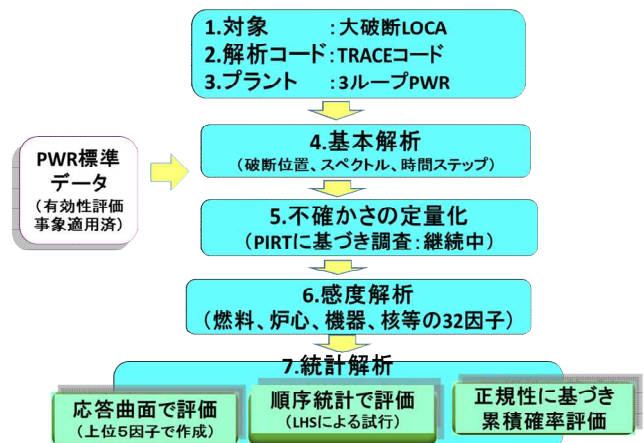 1.対象 :大破断LOCA
2.解析コード:TRACEコード
3.プラント :3ループPWR
4.基本解析
(破断位置、スペクトル、時間ステップ)
PWR標準
データ
(有効性評価
事象適用済)
5.不確かさの定量化
(PIRTに基づき調査:継続中)
6.感度解析
(燃料、炉心、機器、核等の32因子)
7.統計解析
応答曲面で評価
(上位5因子で作成)
順序統計で評価
(LHSによる試行)
正規性に基づき
累積確率評価